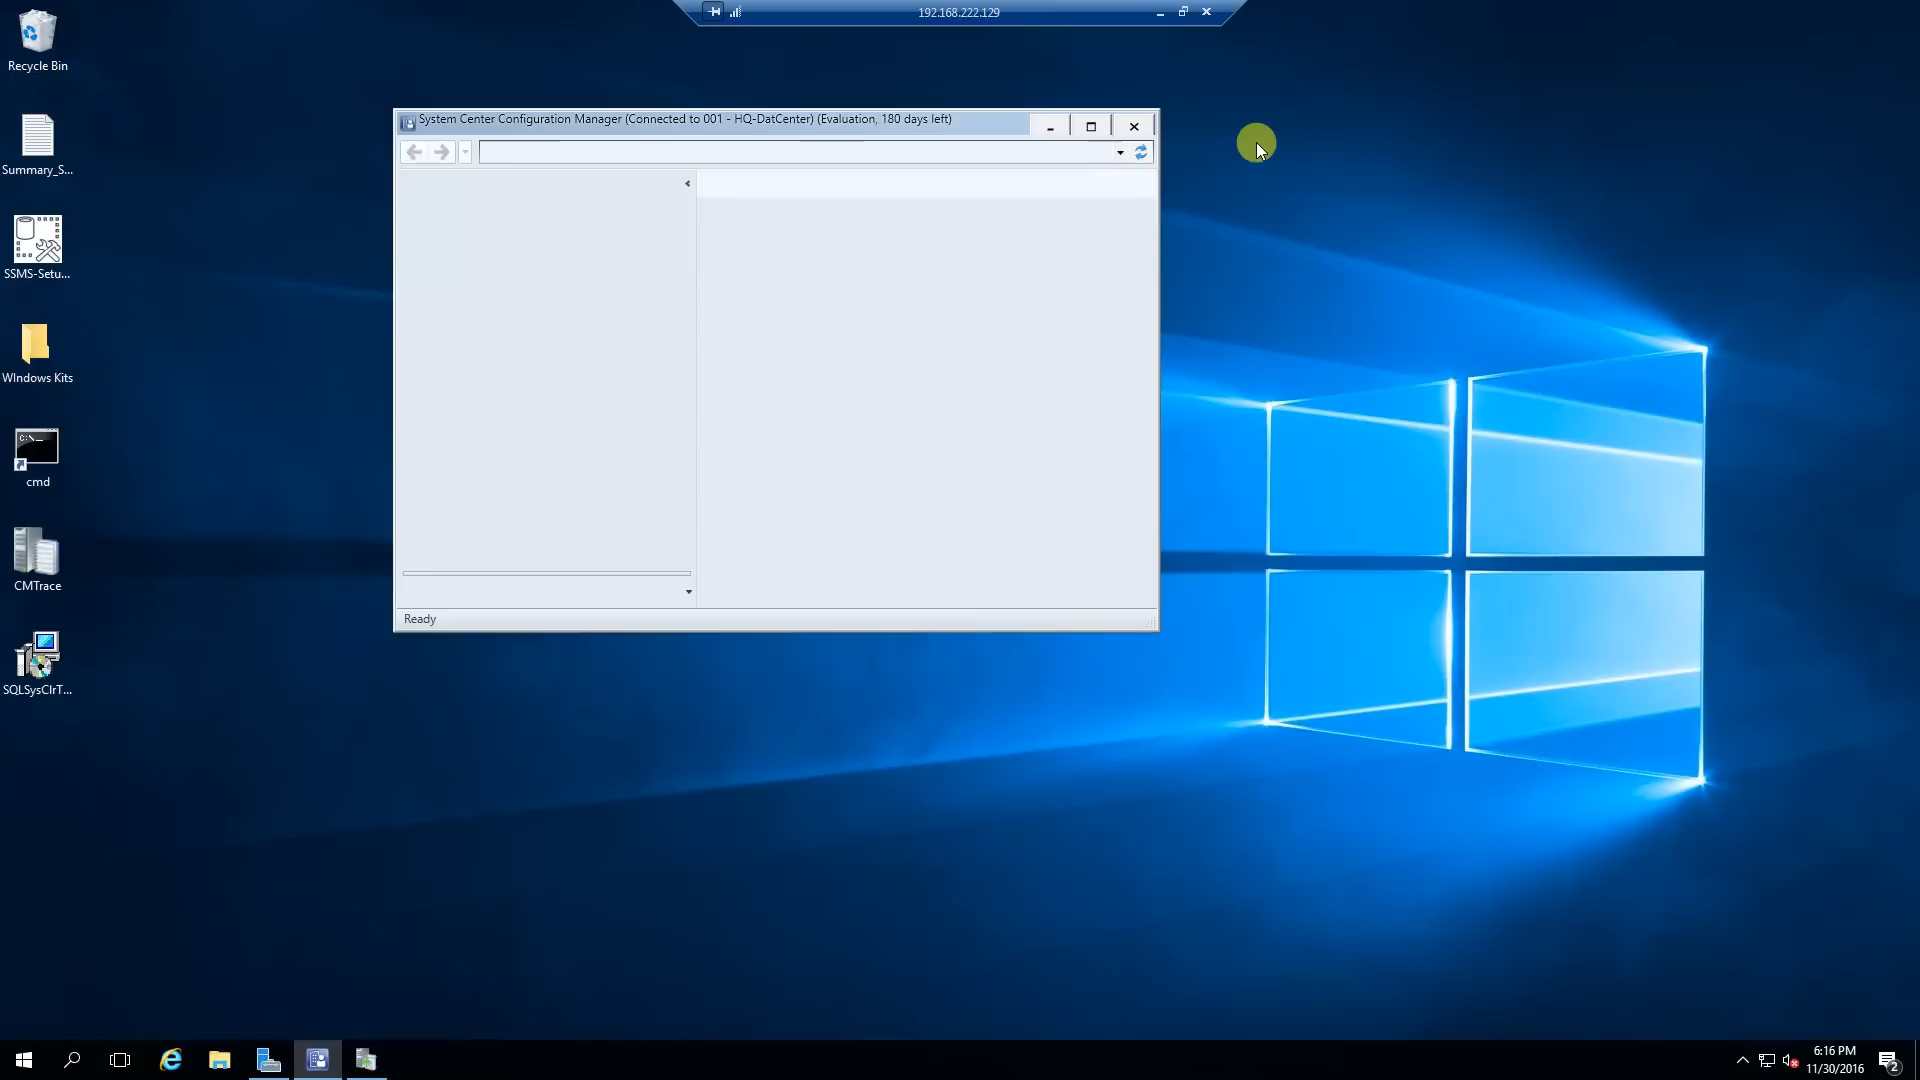 192.168.222.129
Recycle Bin
Summary_S...
SSMS-Setu...
WIndows Kits
C:\._
cmd
CMTrace
SQLSysClrT...
System Center Configuration Manager (Connected to 001 - HQ-DatCenter) (Evaluation, 180 days left)
Ready
6:16 PM
11/30/2016
2